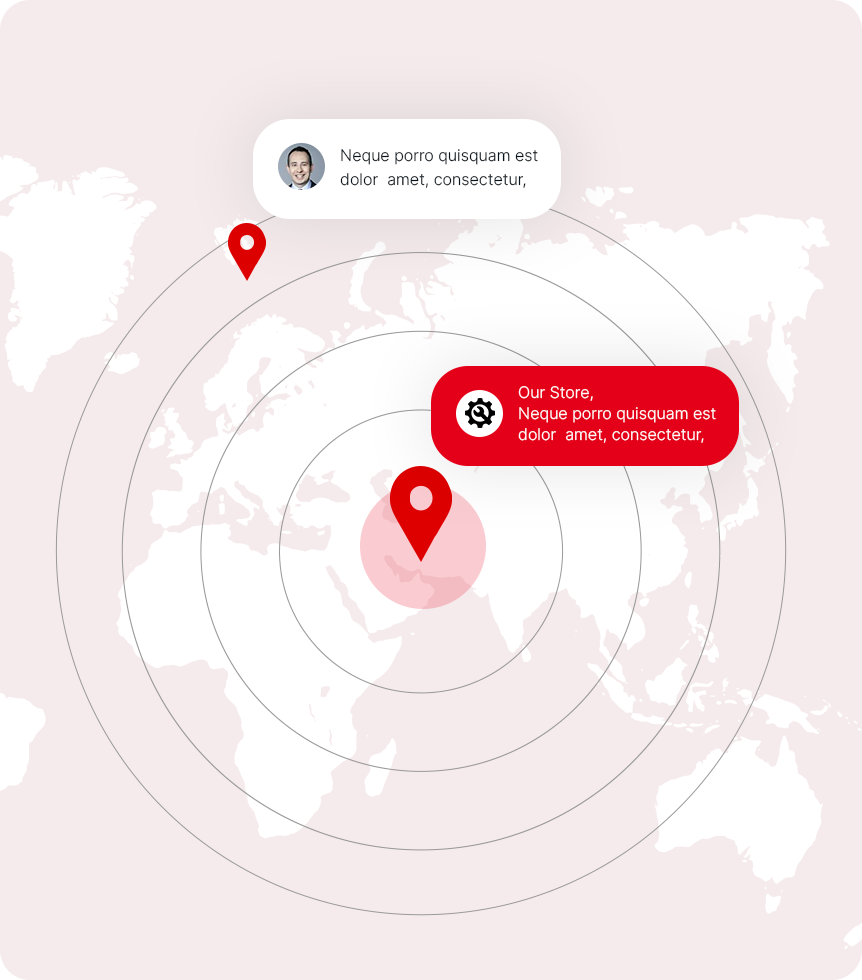 Neque porro quisquam est
dolor  amet, consectetur,
Our Store,
Neque porro quisquam est
dolor  amet, consectetur,